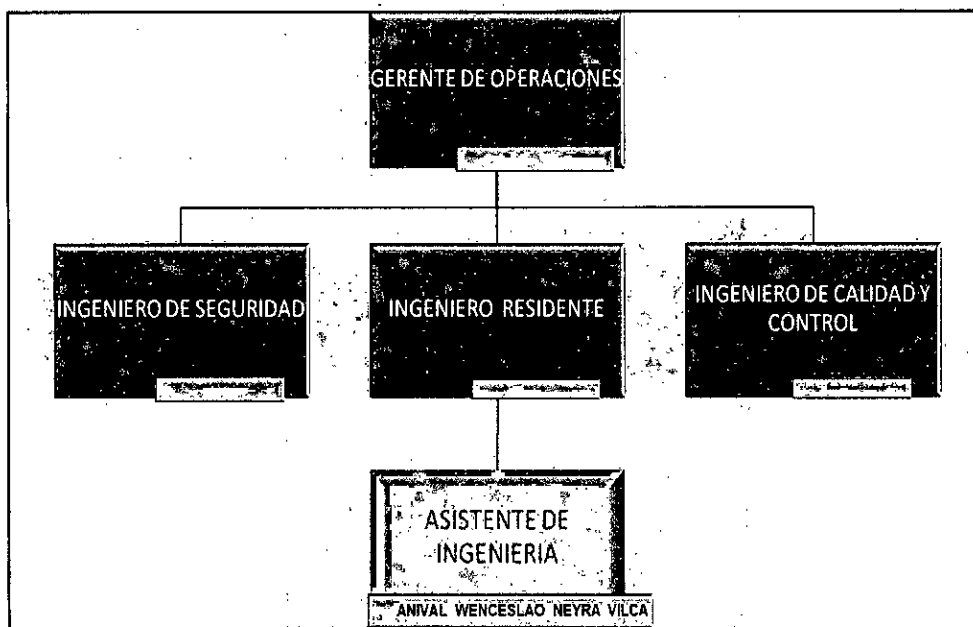 GERENTE DE OPERACIONES
INGENIERO DE SEGURIDAD
INGENIERO RESIDENTE
INGENIERO DE CALIDAD Y
CONTROL
ASISTENTE DE
INGENIERIA
ANIVAL WENCESLAO NEYRA VILCA